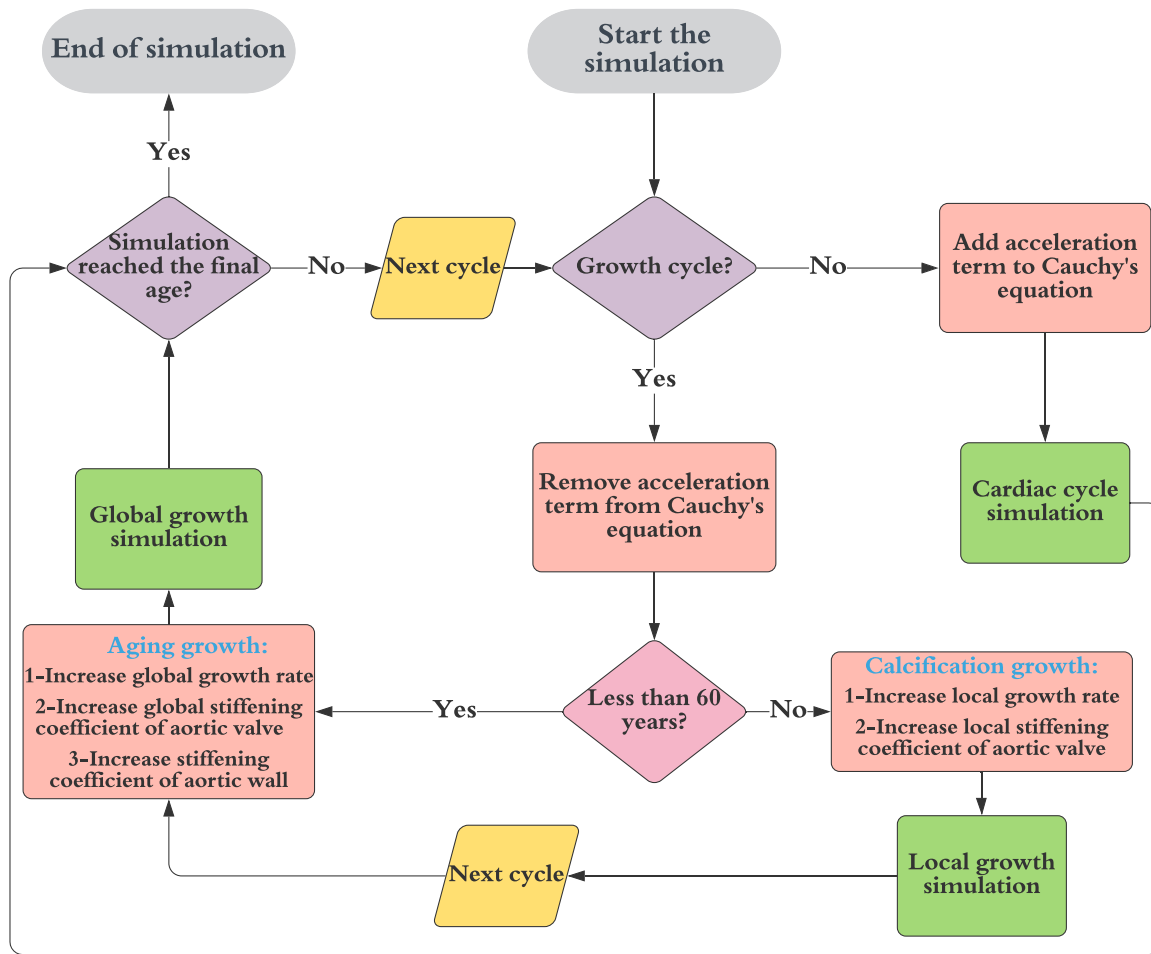 End of simulation
Start the
simulation
Yes
Simulation
reached the final
age?
No
Next cycle
Growth cycle?
No
Add acceleration
term to Cauchy's
equation
Yes
Global growth
simulation
Remove acceleration
term from Cauchy's
equation
Cardiac cycle
simulation
Aging growth:
1-Increase global growth rate
2-Increase global stiffening
coefficient of aortic valve
3-Increase stiffening
coefficient of aortic wall
Yes
Less than 60
years?
No
Calcification growth:
1-Increase local growth rate
2-Increase local stiffening
coefficient of aortic valve
Next cycle
Local growth
simulation